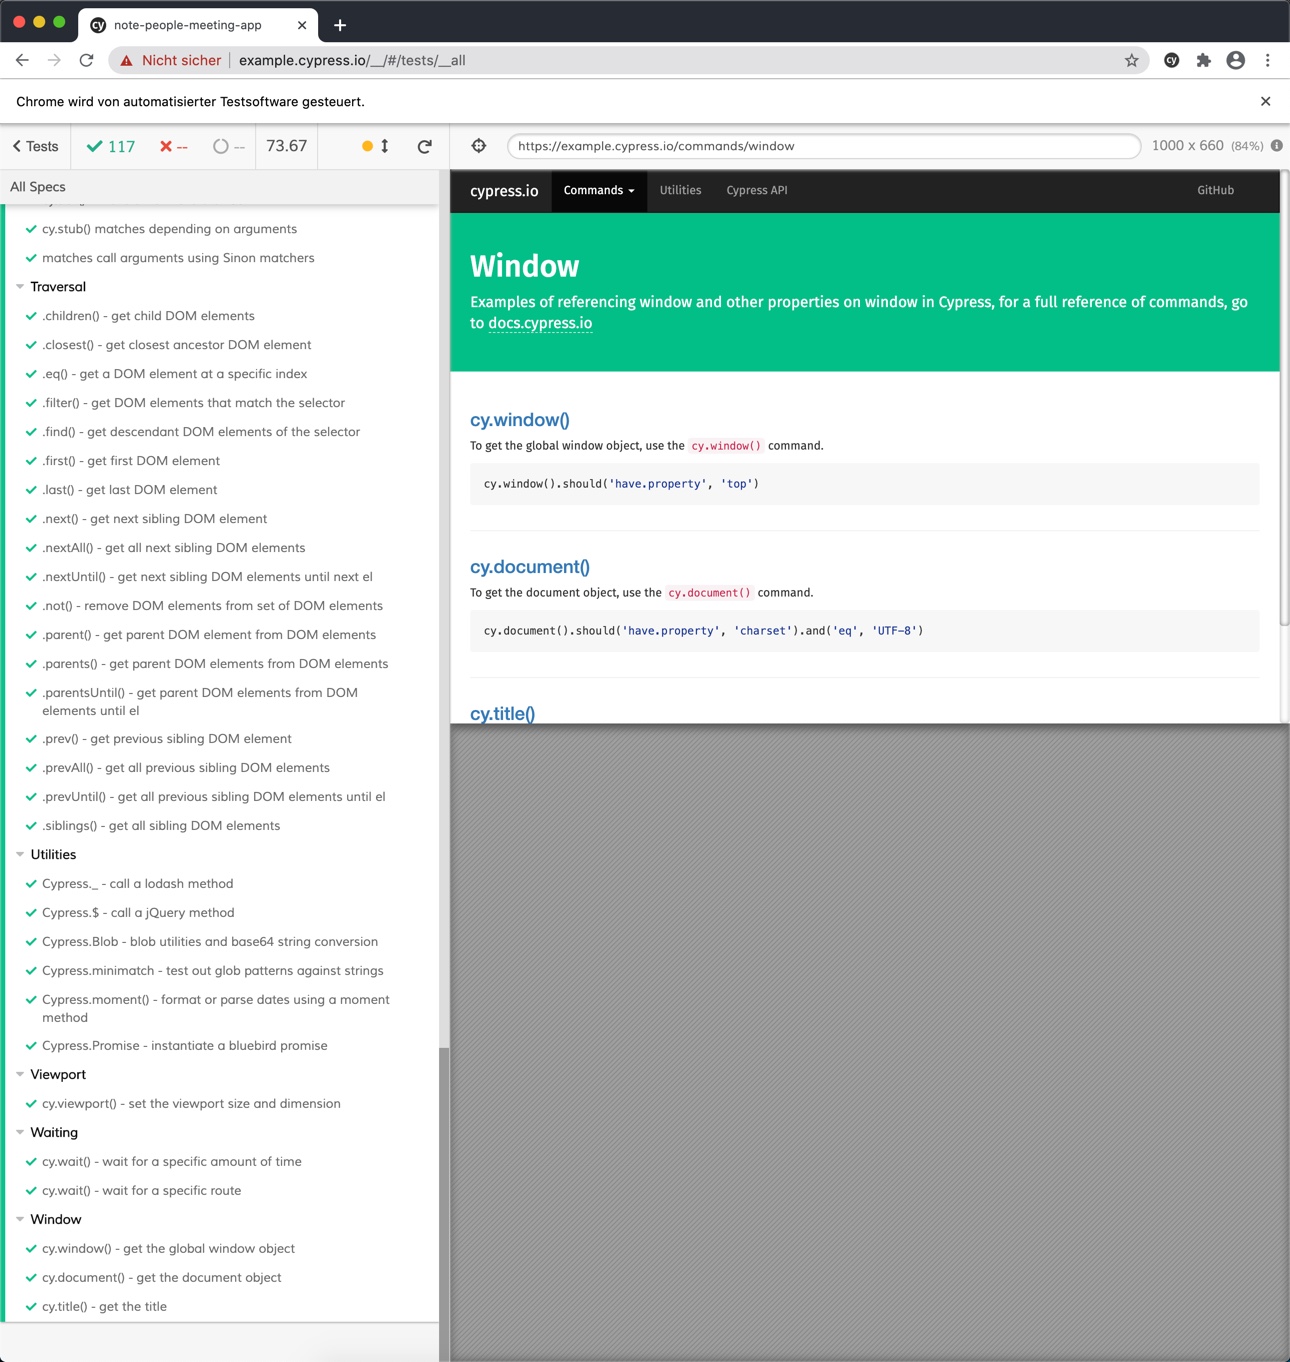 note-people-meeting-app
Nicht sicher example.cypress.io/__/#/tests/__all
Chrome wird von automatisierter Testsoftware gesteuert.
Tests 117 -- -- 73.67
https://example.cypress.io/commands/window 1000 x 660 (84%)
All Specs
cy.stub() matches depending on arguments
matches call arguments using Sinon matchers
Traversal
.children() - get child DOM elements
.closest() - get closest ancestor DOM element
.eq() - get a DOM element at a specific index
.filter() - get DOM elements that match the selector
.find() - get descendant DOM elements of the selector
.first() - get first DOM element
.last() - get last DOM element
.next() - get next sibling DOM element
.nextAll() - get all next sibling DOM elements
.nextUntil() - get next sibling DOM elements until next el
.not() - remove DOM elements from set of DOM elements
.parent() - get parent DOM element from DOM elements
.parents() - get parent DOM elements from DOM elements
.parentsUntil() - get parent DOM elements from DOM
elements until el
.prev() - get previous sibling DOM element
.prevAll() - get all previous sibling DOM elements
.prevUntil() - get all previous sibling DOM elements until el
.siblings() - get all sibling DOM elements
Utilities
Cypress._ - call a lodash method
Cypress.$ - call a jQuery method
Cypress.Blob - blob utilities and base64 string conversion
Cypress.minimatch - test out glob patterns against strings
Cypress.moment() - format or parse dates using a moment
method
Cypress.Promise - instantiate a bluebird promise
Viewport
cy.viewport() - set the viewport size and dimension
Waiting
cy.wait() - wait for a specific amount of time
cy.wait() - wait for a specific route
Window
cy.window() - get the global window object
cy.document() - get the document object
cy.title() - get the title
cypress.io Commands Utilities Cypress API GitHub
Window
Examples of referencing window and other properties on window in Cypress, for a full reference of commands, go
to docs.cypress.io
cy.window()
To get the global window object, use the cy.window() command.
cy.window().should('have.property', 'top')
cy.document()
To get the document object, use the cy.document() command.
cy.document().should('have.property', 'charset').and('eq', 'UTF-8')
cy.title()